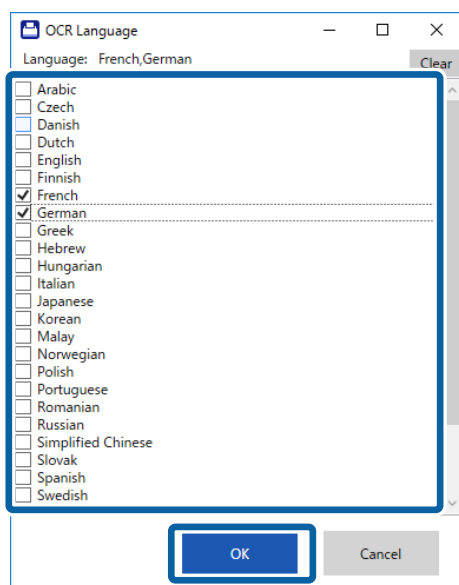 OCR Language
Language: French,German
Clear
Arabic
Czech
Danish
Dutch
English
Finnish
French
German
Greek
Hebrew
Hungarian
Italian
Japanese
Korean
Malay
Norwegian
Polish
Portuguese
Romanian
Russian
Simplified Chinese
Slovak
Spanish
Swedish
OK
Cancel